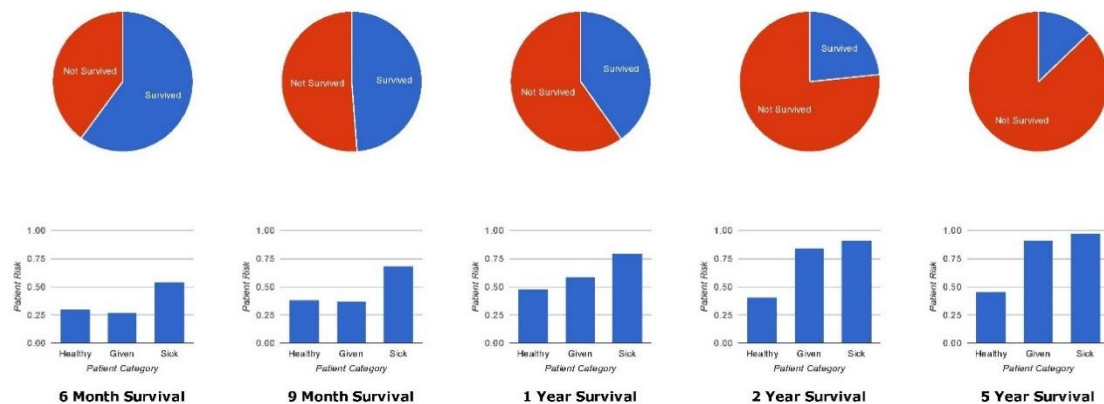 Not Survived
Survived
Not Survived
Survived
Not Survived
Survived
Survived
Not Survived
Not Survived
1.00
0.75
0.50
0.25
0.00
Patient Risk
Healthy Given Sick
Patient Category
6 Month Survival
1.00
0.75
0.50
0.25
0.00
Patient Risk
Healthy Given Sick
Patient Category
9 Month Survival
1.00
0.75
0.50
0.25
0.00
Patient Risk
Healthy Given Sick
Patient Category
1 Year Survival
1.00
0.75
0.50
0.25
0.00
Patient Risk
Healthy Given Sick
Patient Category
2 Year Survival
1.00
0.75
0.50
0.25
0.00
Patient Risk
Healthy Given Sick
Patient Category
5 Year Survival